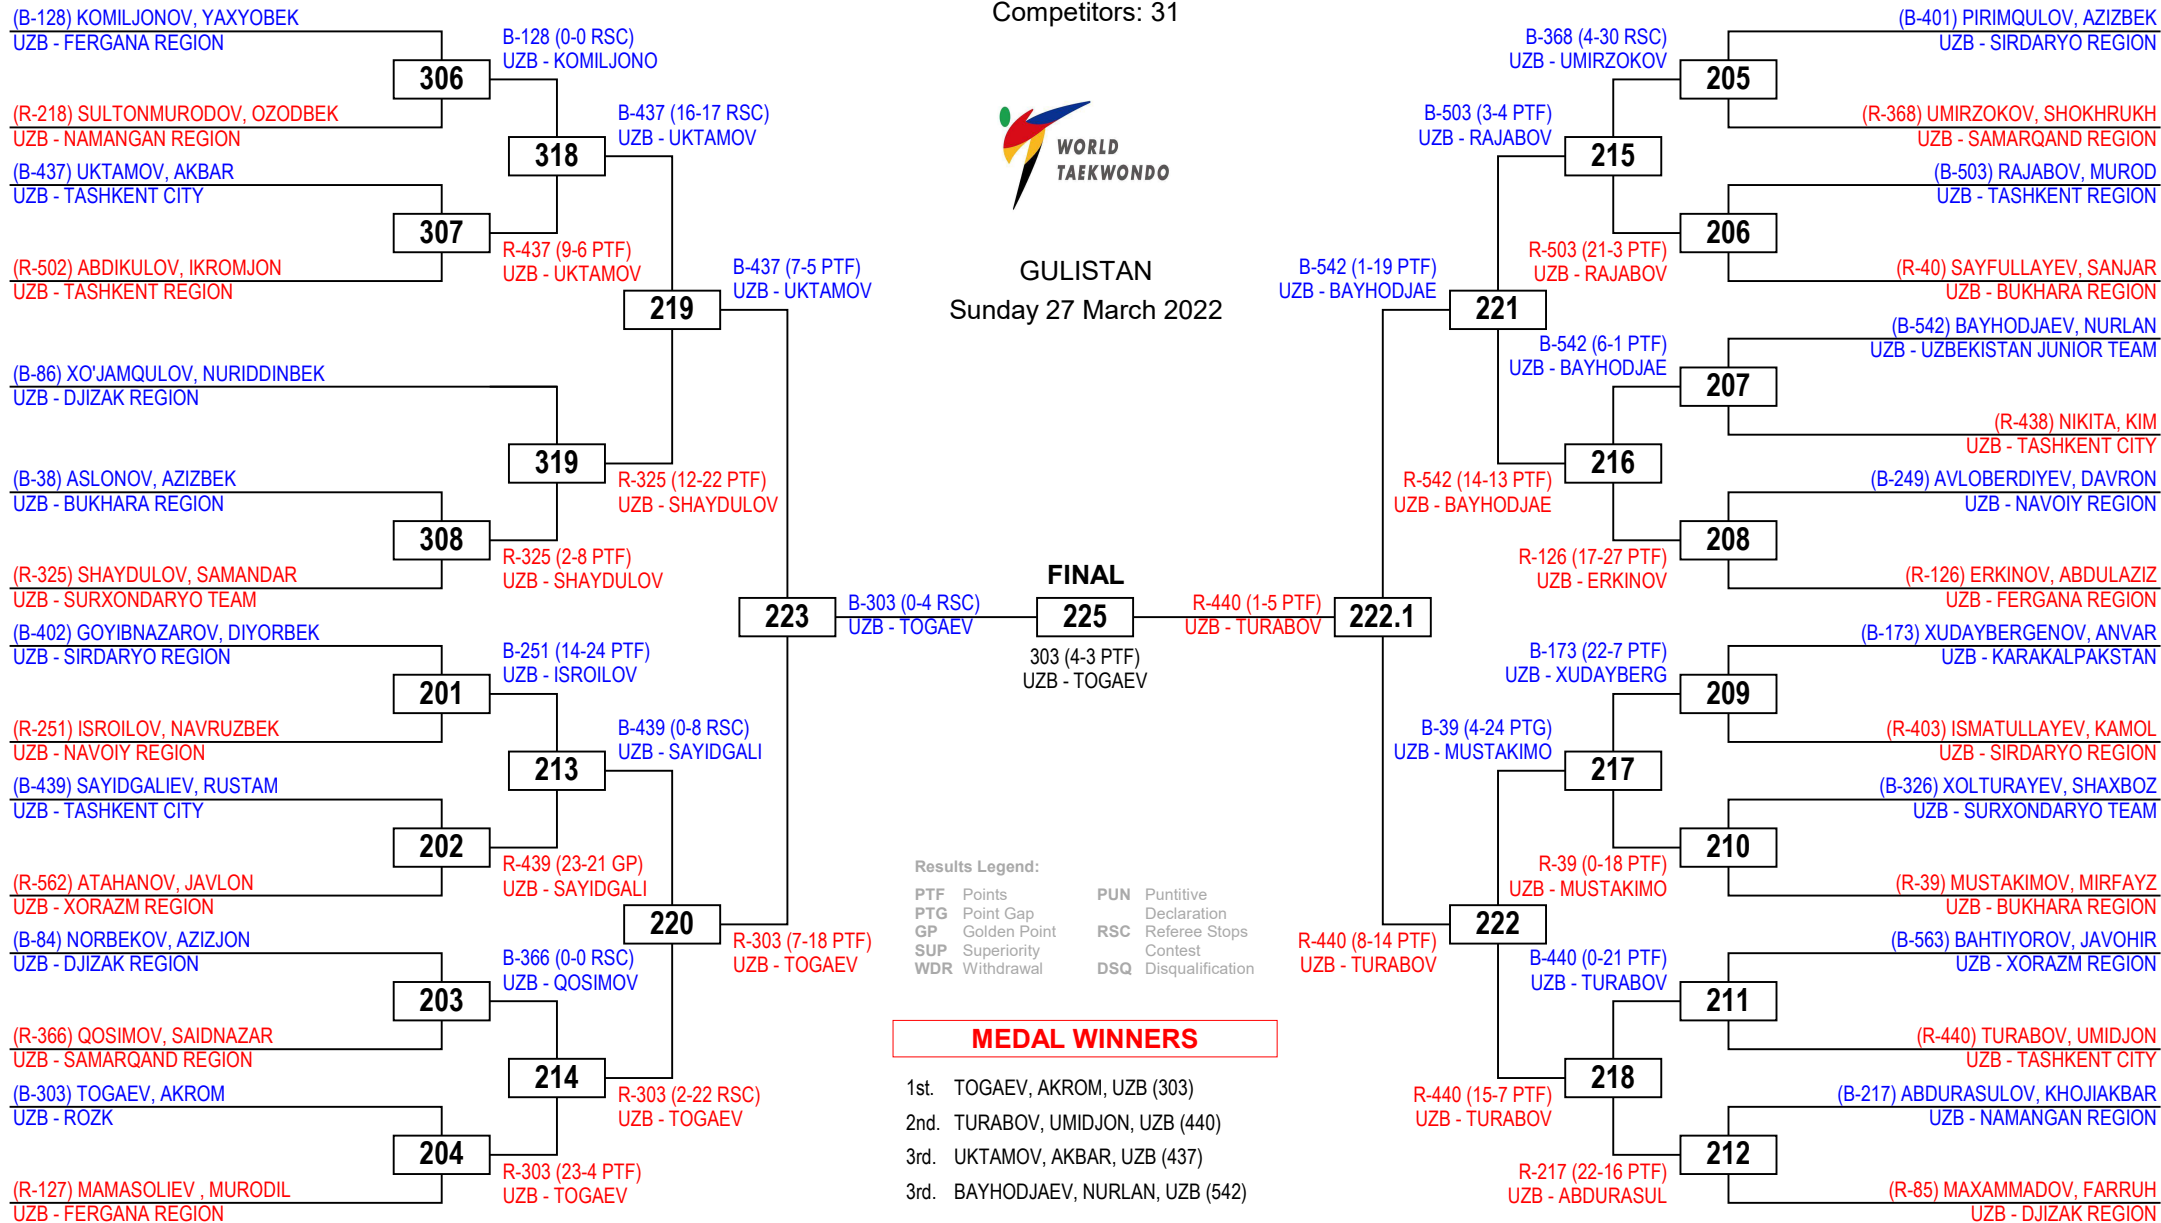 Competitors: 31
(B-128) KOMILJONOV, YAXYOBEK
UZB - FERGANA REGION
306
(R-218) SULTONMURODOV, OZODBEK
UZB - NAMANGAN REGION
(B-437) UKTAMOV, AKBAR
UZB - TASHKENT CITY
307
(R-502) ABDIKULOV, IKROMJON
UZB - TASHKENT REGION
(B-86) XO'JAMQULOV, NURIDDINBEK
UZB - DJIZAK REGION
(B-38) ASLONOV, AZIZBEK
UZB - BUKHARA REGION
308
(R-325) SHAYDULOV, SAMANDAR
UZB - SURXONDARYO TEAM
(B-402) GOYIBNAZAROV, DIYORBEK
UZB - SIRDARYO REGION
201
(R-251) ISROILOV, NAVRUZBEK
UZB - NAVOIY REGION
(B-439) SAYIDGALIEV, RUSTAM
UZB - TASHKENT CITY
202
(R-562) ATAHANOV, JAVLON
UZB - XORAZM REGION
(B-84) NORBEKOV, AZIZJON
UZB - DJIZAK REGION
203
(R-366) QOSIMOV, SAIDNAZAR
UZB - SAMARQAND REGION
(B-303) TOGAEV, AKROM
UZB - ROZK
204
(R-127) MAMASOLIEV , MURODIL
UZB - FERGANA REGION
B-128 (0-0 RSC)
UZB - KOMILJONO
318
R-437 (9-6 PTF)
UZB - UKTAMOV
319
R-325 (2-8 PTF)
UZB - SHAYDULOV
B-251 (14-24 PTF)
UZB - ISROILOV
213
R-439 (23-21 GP)
UZB - SAYIDGALI
B-366 (0-0 RSC)
UZB - QOSIMOV
214
R-303 (23-4 PTF)
UZB - TOGAEV
B-437 (16-17 RSC)
UZB - UKTAMOV
219
R-325 (12-22 PTF)
UZB - SHAYDULOV
B-439 (0-8 RSC)
UZB - SAYIDGALI
220
R-303 (2-22 RSC)
UZB - TOGAEV
B-437 (7-5 PTF)
UZB - UKTAMOV
223
R-303 (7-18 PTF)
UZB - TOGAEV
B-303 (0-4 RSC)
UZB - TOGAEV
WORLD
TAEKWONDO
GULISTAN
Sunday 27 March 2022
FINAL
225
303 (4-3 PTF)
UZB - TOGAEV
R-440 (1-5 PTF)
UZB - TURABOV
222.1
B-542 (1-19 PTF)
UZB - BAYHODJAE
R-440 (8-14 PTF)
UZB - TURABOV
B-503 (3-4 PTF)
UZB - RAJABOV
221
R-542 (14-13 PTF)
UZB - BAYHODJAE
B-39 (4-24 PTG)
UZB - MUSTAKIMO
222
R-440 (15-7 PTF)
UZB - TURABOV
B-368 (4-30 RSC)
UZB - UMIRZOKOV
215
R-503 (21-3 PTF)
UZB - RAJABOV
B-542 (6-1 PTF)
UZB - BAYHODJAE
216
R-126 (17-27 PTF)
UZB - ERKINOV
B-173 (22-7 PTF)
UZB - XUDAYBERG
217
R-39 (0-18 PTF)
UZB - MUSTAKIMO
B-440 (0-21 PTF)
UZB - TURABOV
218
R-217 (22-16 PTF)
UZB - ABDURASUL
(B-401) PIRIMQULOV, AZIZBEK
UZB - SIRDARYO REGION
205
(R-368) UMIRZOKOV, SHOKHRUKH
UZB - SAMARQAND REGION
(B-503) RAJABOV, MUROD
UZB - TASHKENT REGION
206
(R-40) SAYFULLAYEV, SANJAR
UZB - BUKHARA REGION
(B-542) BAYHODJAEV, NURLAN
UZB - UZBEKISTAN JUNIOR TEAM
207
(R-438) NIKITA, KIM
UZB - TASHKENT CITY
(B-249) AVLOBERDIYEV, DAVRON
UZB - NAVOIY REGION
208
(R-126) ERKINOV, ABDULAZIZ
UZB - FERGANA REGION
(B-173) XUDAYBERGENOV, ANVAR
UZB - KARAKALPAKSTAN
209
(R-403) ISMATULLAYEV, KAMOL
UZB - SIRDARYO REGION
(B-326) XOLTURAYEV, SHAXBOZ
UZB - SURXONDARYO TEAM
210
(R-39) MUSTAKIMOV, MIRFAYZ
UZB - BUKHARA REGION
(B-563) BAHTIYOROV, JAVOHIR
UZB - XORAZM REGION
211
(R-440) TURABOV, UMIDJON
UZB - TASHKENT CITY
(B-217) ABDURASULOV, KHOJIAKBAR
UZB - NAMANGAN REGION
212
(R-85) MAXAMMADOV, FARRUH
UZB - DJIZAK REGION
Results Legend:
PTF Points
PTG Point Gap
GP Golden Point
SUP Superiority
WDR Withdrawal
PUN Puntitive
Declaration
RSC Referee Stops
Contest
DSQ Disqualification
MEDAL WINNERS
1st. TOGAEV, AKROM, UZB (303)
2nd. TURABOV, UMIDJON, UZB (440)
3rd. UKTAMOV, AKBAR, UZB (437)
3rd. BAYHODJAEV, NURLAN, UZB (542)